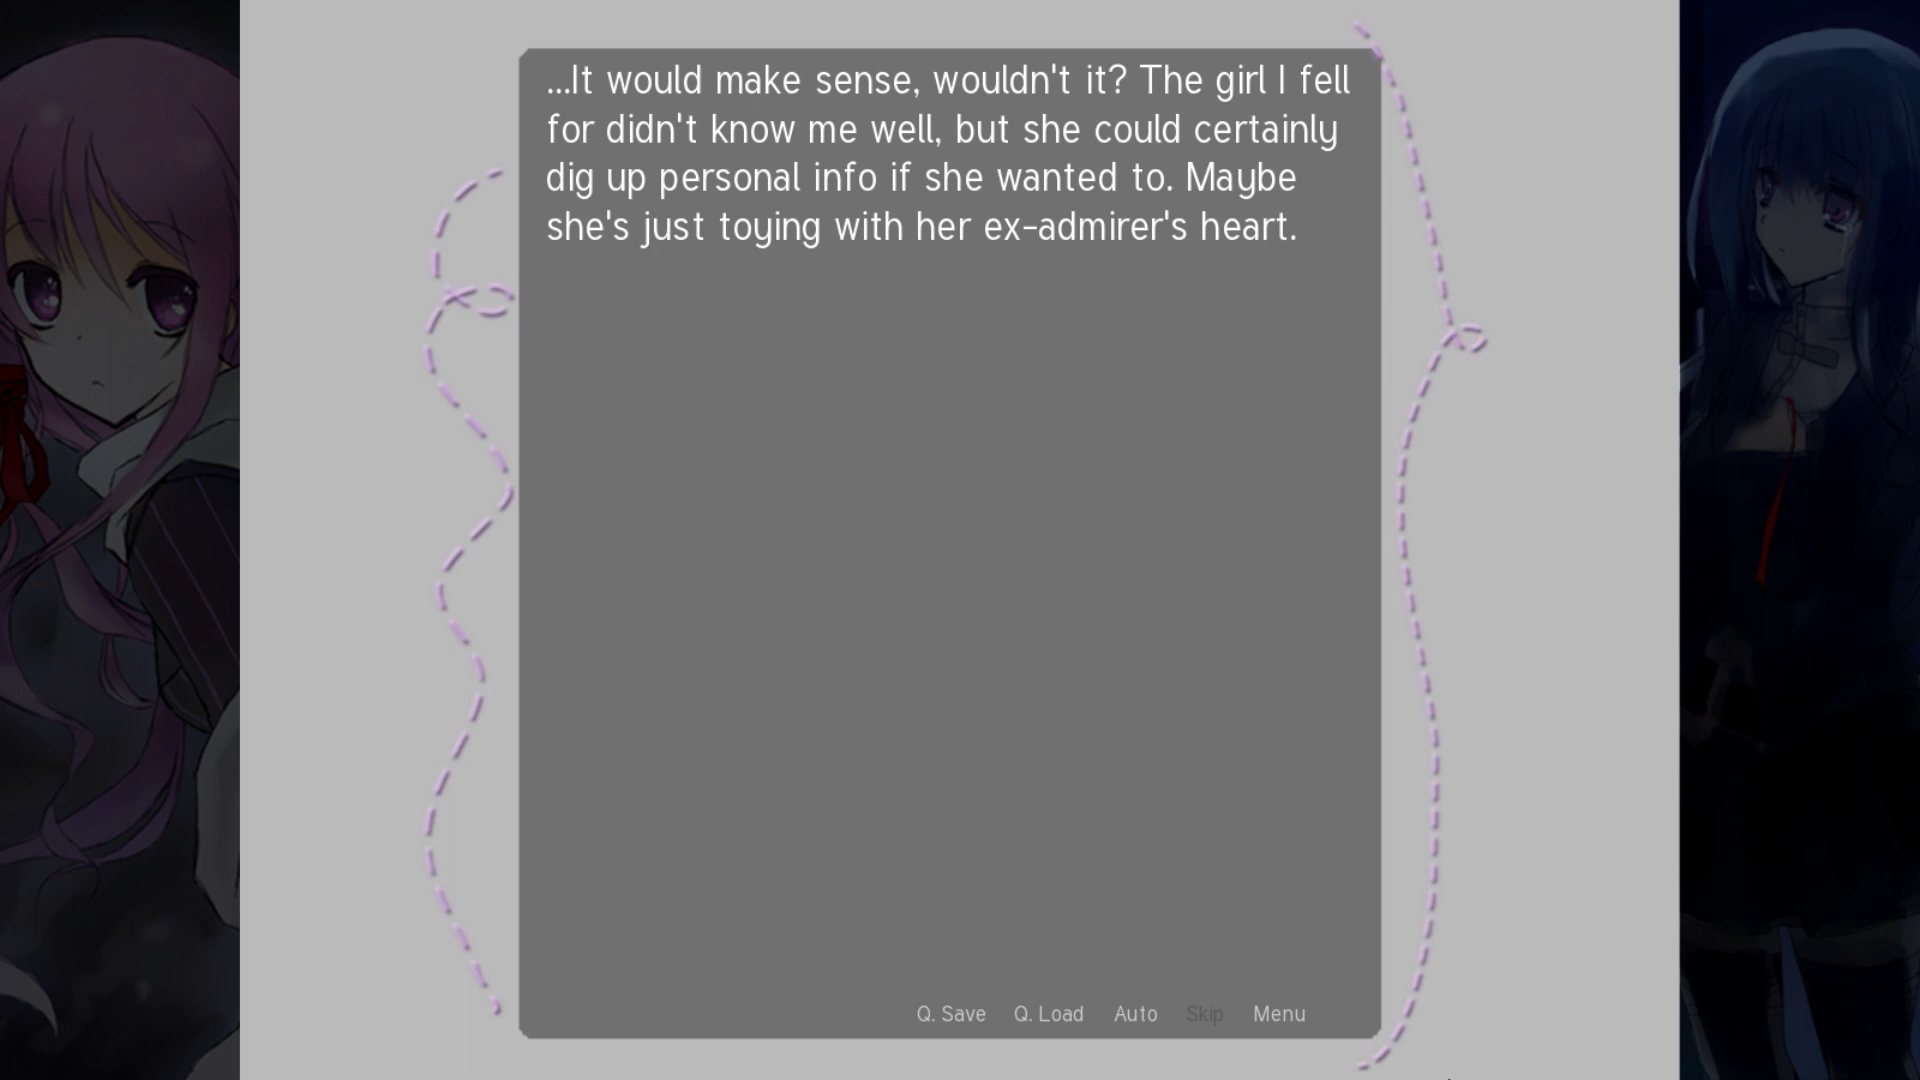 ...It would make sense, wouldn't it? The girl I fell
for didn't know me well, but she could certainly
dig up personal info if she wanted to. Maybe
she's just toying with her ex-admirer's heart.
Q. Save Q. Load Auto Skip Menu